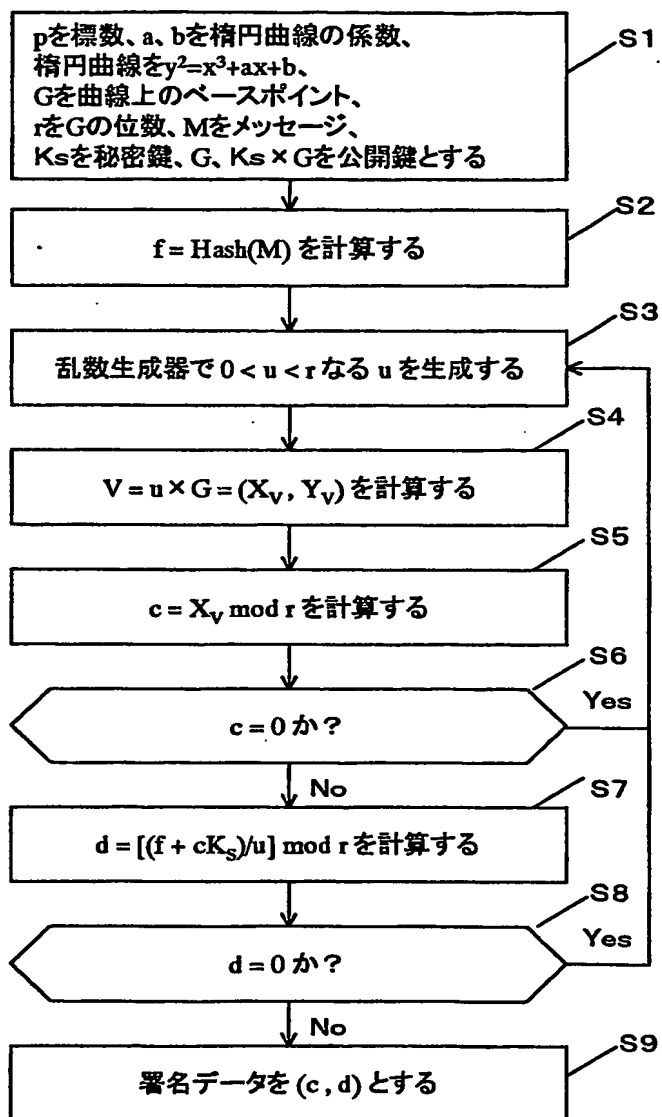 S1
pを標数、a、bを楕円曲線の係数、
楕円曲線をy²=x³+ax+b、
Gを曲線上のベースポイント、
rをGの位数、Mをメッセージ、
Ksを秘密鍵、G、Ks×Gを公開鍵とする
S2
f = Hash(M) を計算する
S3
乱数生成器で 0 < u < r なる u を生成する
S4
V = u × G = (X_V , Y_V) を計算する
S5
c = X_V mod r を計算する
S6
c = 0 か？
Yes
No
S7
d = [(f + cK_S)/u] mod r を計算する
S8
d = 0 か？
Yes
No
S9
署名データを (c , d) とする